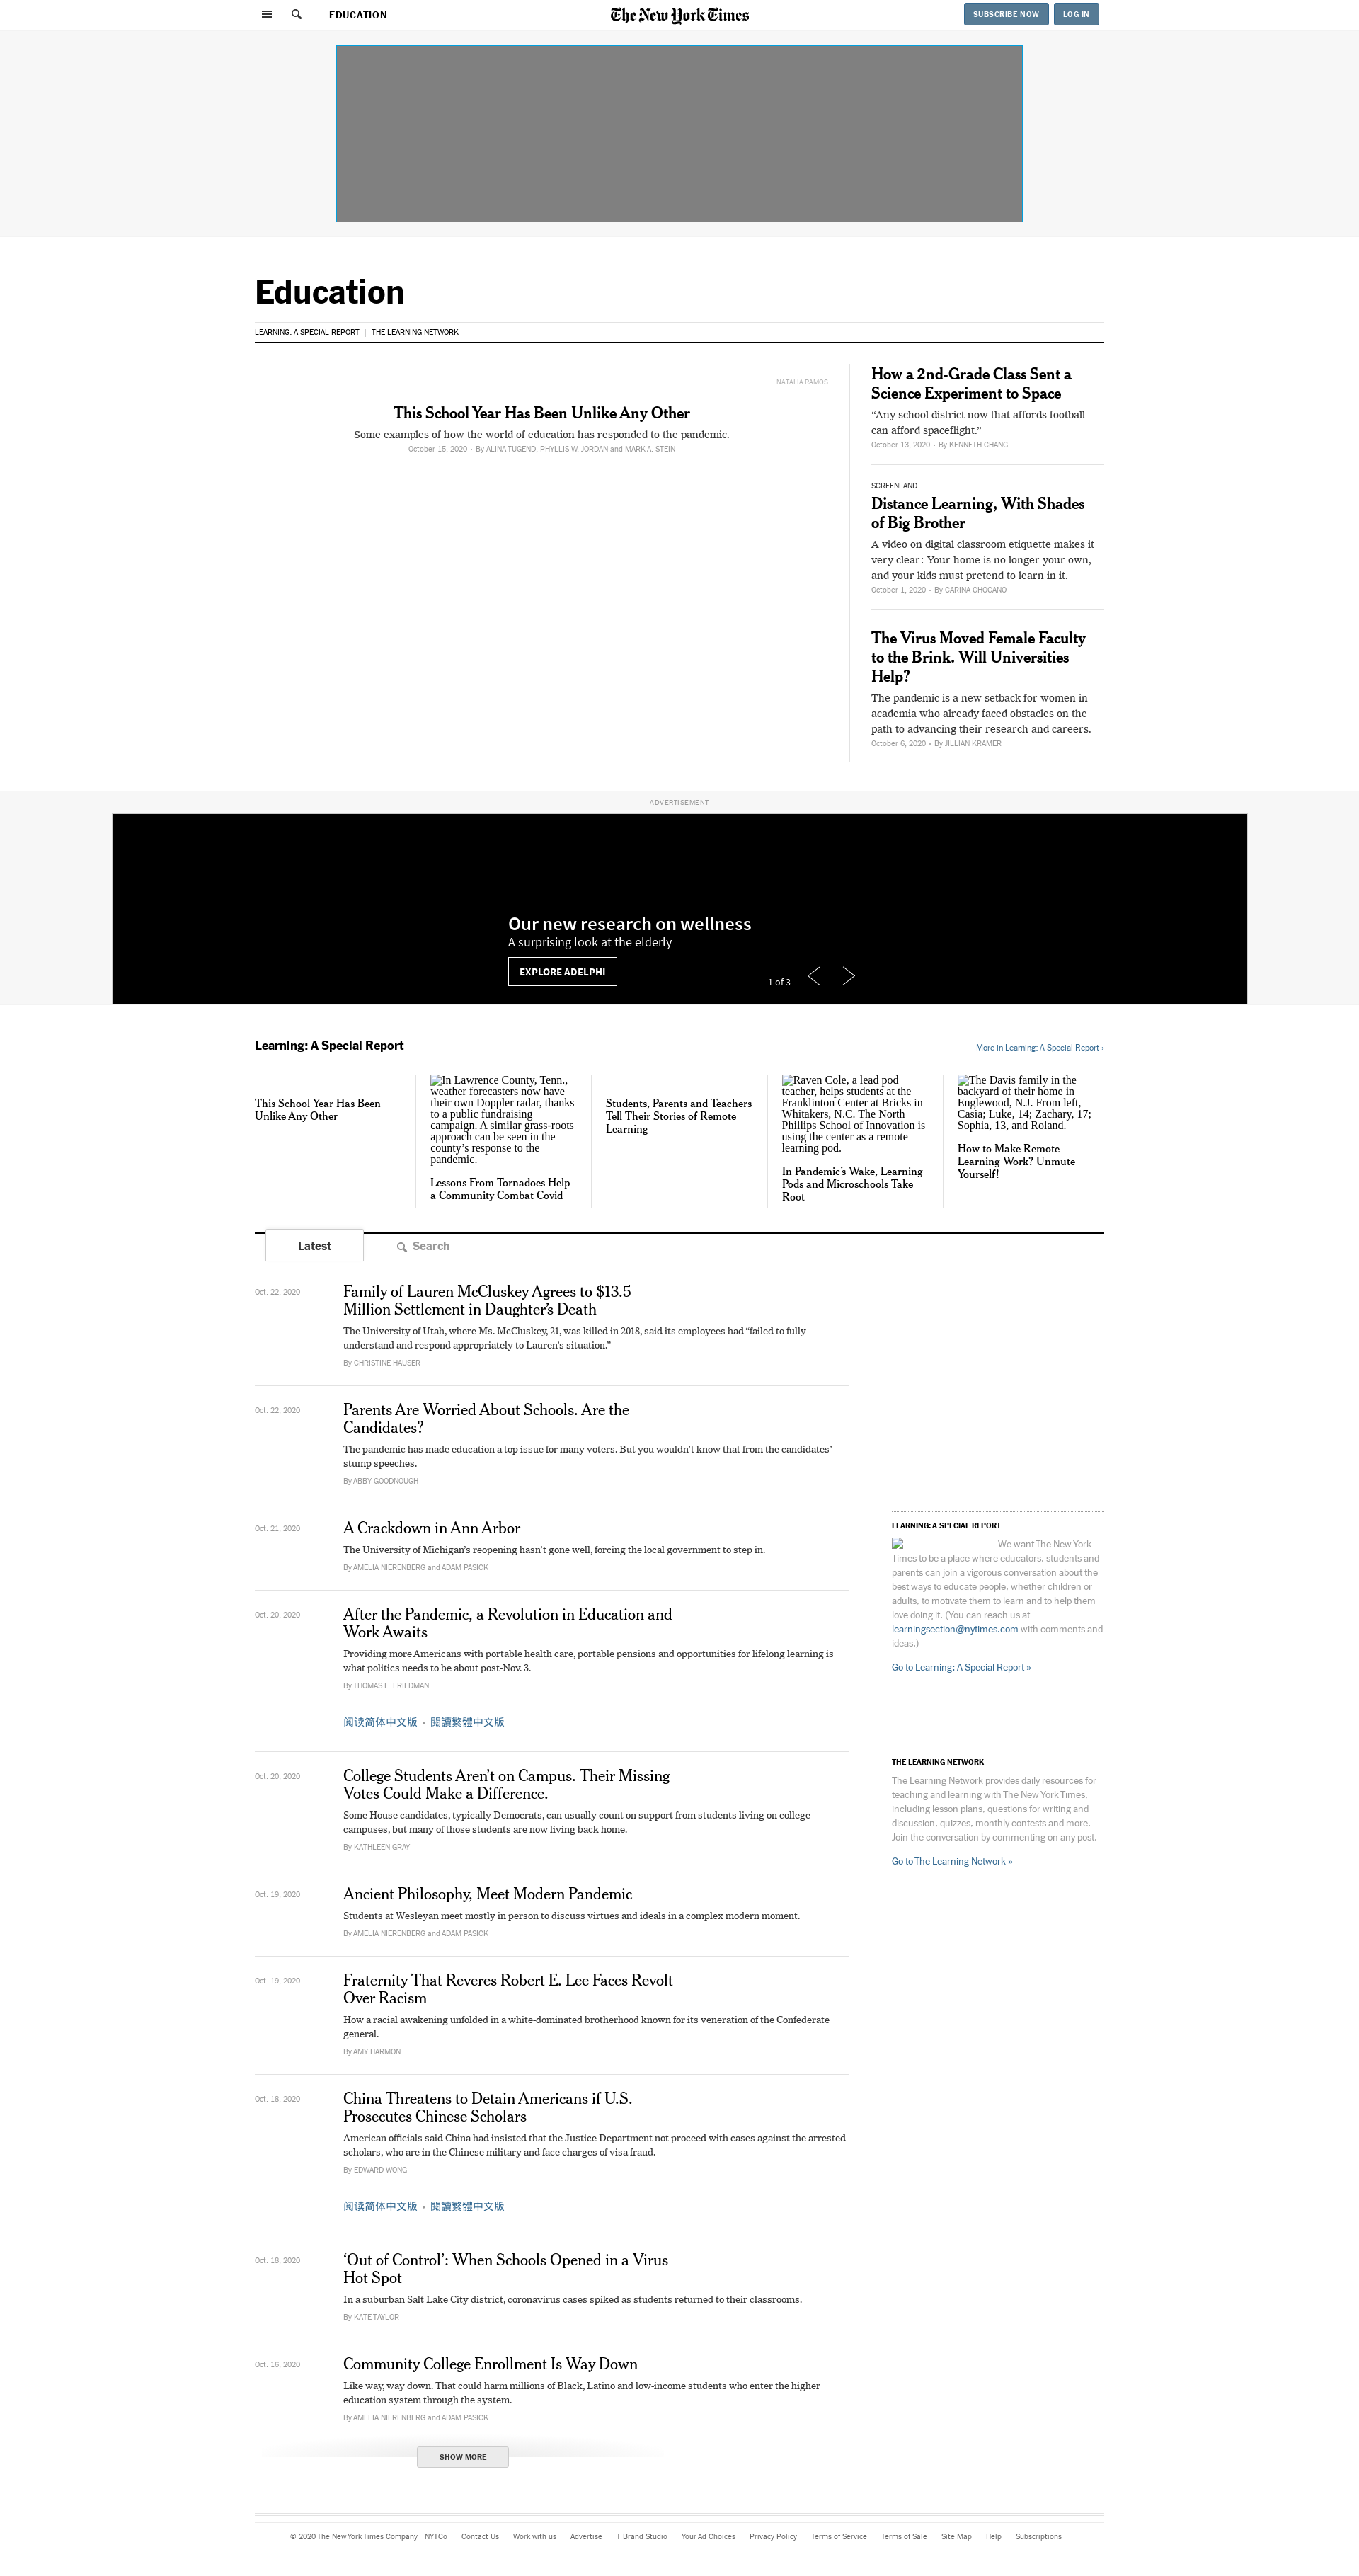 EDUCATION
The New York Times
SUBSCRIBE NOW
LOG IN
Education
LEARNING: A SPECIAL REPORT
THE LEARNING NETWORK
NATALIA RAMOS
This School Year Has Been Unlike Any Other
Some examples of how the world of education has responded to the pandemic.
October 15, 2020 • By ALINA TUGEND, PHYLLIS W. JORDAN and MARK A. STEIN
How a 2nd-Grade Class Sent a
Science Experiment to Space
“Any school district now that affords football
can afford spaceflight.”
October 13, 2020 • By KENNETH CHANG
SCREENLAND
Distance Learning, With Shades
of Big Brother
A video on digital classroom etiquette makes it
very clear: Your home is no longer your own,
and your kids must pretend to learn in it.
October 1, 2020 • By CARINA CHOCANO
The Virus Moved Female Faculty
to the Brink. Will Universities
Help?
The pandemic is a new setback for women in
academia who already faced obstacles on the
path to advancing their research and careers.
October 6, 2020 • By JILLIAN KRAMER
ADVERTISEMENT
Our new research on wellness
A surprising look at the elderly
EXPLORE ADELPHI
1 of 3
Learning: A Special Report
More in Learning: A Special Report ›
This School Year Has Been
Unlike Any Other
In Lawrence County, Tenn.,
weather forecasters now have
their own Doppler radar, thanks
to a public fundraising
campaign. A similar grass-roots
approach can be seen in the
county’s response to the
pandemic.
Lessons From Tornadoes Help
a Community Combat Covid
Students, Parents and Teachers
Tell Their Stories of Remote
Learning
Raven Cole, a lead pod
teacher, helps students at the
Franklinton Center at Bricks in
Whitakers, N.C. The North
Phillips School of Innovation is
using the center as a remote
learning pod.
In Pandemic’s Wake, Learning
Pods and Microschools Take
Root
The Davis family in the
backyard of their home in
Englewood, N.J. From left,
Casia; Luke, 14; Zachary, 17;
Sophia, 13, and Roland.
How to Make Remote
Learning Work? Unmute
Yourself!
Latest
Search
Oct. 22, 2020
Family of Lauren McCluskey Agrees to $13.5
Million Settlement in Daughter’s Death
The University of Utah, where Ms. McCluskey, 21, was killed in 2018, said its employees had “failed to fully
understand and respond appropriately to Lauren’s situation.”
By CHRISTINE HAUSER
Oct. 22, 2020
Parents Are Worried About Schools. Are the
Candidates?
The pandemic has made education a top issue for many voters. But you wouldn’t know that from the candidates’
stump speeches.
By ABBY GOODNOUGH
Oct. 21, 2020
A Crackdown in Ann Arbor
The University of Michigan’s reopening hasn’t gone well, forcing the local government to step in.
By AMELIA NIERENBERG and ADAM PASICK
Oct. 20, 2020
After the Pandemic, a Revolution in Education and
Work Awaits
Providing more Americans with portable health care, portable pensions and opportunities for lifelong learning is
what politics needs to be about post-Nov. 3.
By THOMAS L. FRIEDMAN
阅读简体中文版 • 閱讀繁體中文版
Oct. 20, 2020
College Students Aren’t on Campus. Their Missing
Votes Could Make a Difference.
Some House candidates, typically Democrats, can usually count on support from students living on college
campuses, but many of those students are now living back home.
By KATHLEEN GRAY
Oct. 19, 2020
Ancient Philosophy, Meet Modern Pandemic
Students at Wesleyan meet mostly in person to discuss virtues and ideals in a complex modern moment.
By AMELIA NIERENBERG and ADAM PASICK
Oct. 19, 2020
Fraternity That Reveres Robert E. Lee Faces Revolt
Over Racism
How a racial awakening unfolded in a white-dominated brotherhood known for its veneration of the Confederate
general.
By AMY HARMON
Oct. 18, 2020
China Threatens to Detain Americans if U.S.
Prosecutes Chinese Scholars
American officials said China had insisted that the Justice Department not proceed with cases against the arrested
scholars, who are in the Chinese military and face charges of visa fraud.
By EDWARD WONG
阅读简体中文版 • 閱讀繁體中文版
Oct. 18, 2020
‘Out of Control’: When Schools Opened in a Virus
Hot Spot
In a suburban Salt Lake City district, coronavirus cases spiked as students returned to their classrooms.
By KATE TAYLOR
Oct. 16, 2020
Community College Enrollment Is Way Down
Like way, way down. That could harm millions of Black, Latino and low-income students who enter the higher
education system through the system.
By AMELIA NIERENBERG and ADAM PASICK
SHOW MORE
LEARNING: A SPECIAL REPORT
We want The New York
Times to be a place where educators, students and
parents can join a vigorous conversation about the
best ways to educate people, whether children or
adults, to motivate them to learn and to help them
love doing it. (You can reach us at
learningsection@nytimes.com with comments and
ideas.)
Go to Learning: A Special Report »
THE LEARNING NETWORK
The Learning Network provides daily resources for
teaching and learning with The New York Times,
including lesson plans, questions for writing and
discussion, quizzes, monthly contests and more.
Join the conversation by commenting on any post.
Go to The Learning Network »
© 2020 The New York Times Company NYTCo Contact Us Work with us Advertise T Brand Studio Your Ad Choices Privacy Policy Terms of Service Terms of Sale Site Map Help Subscriptions